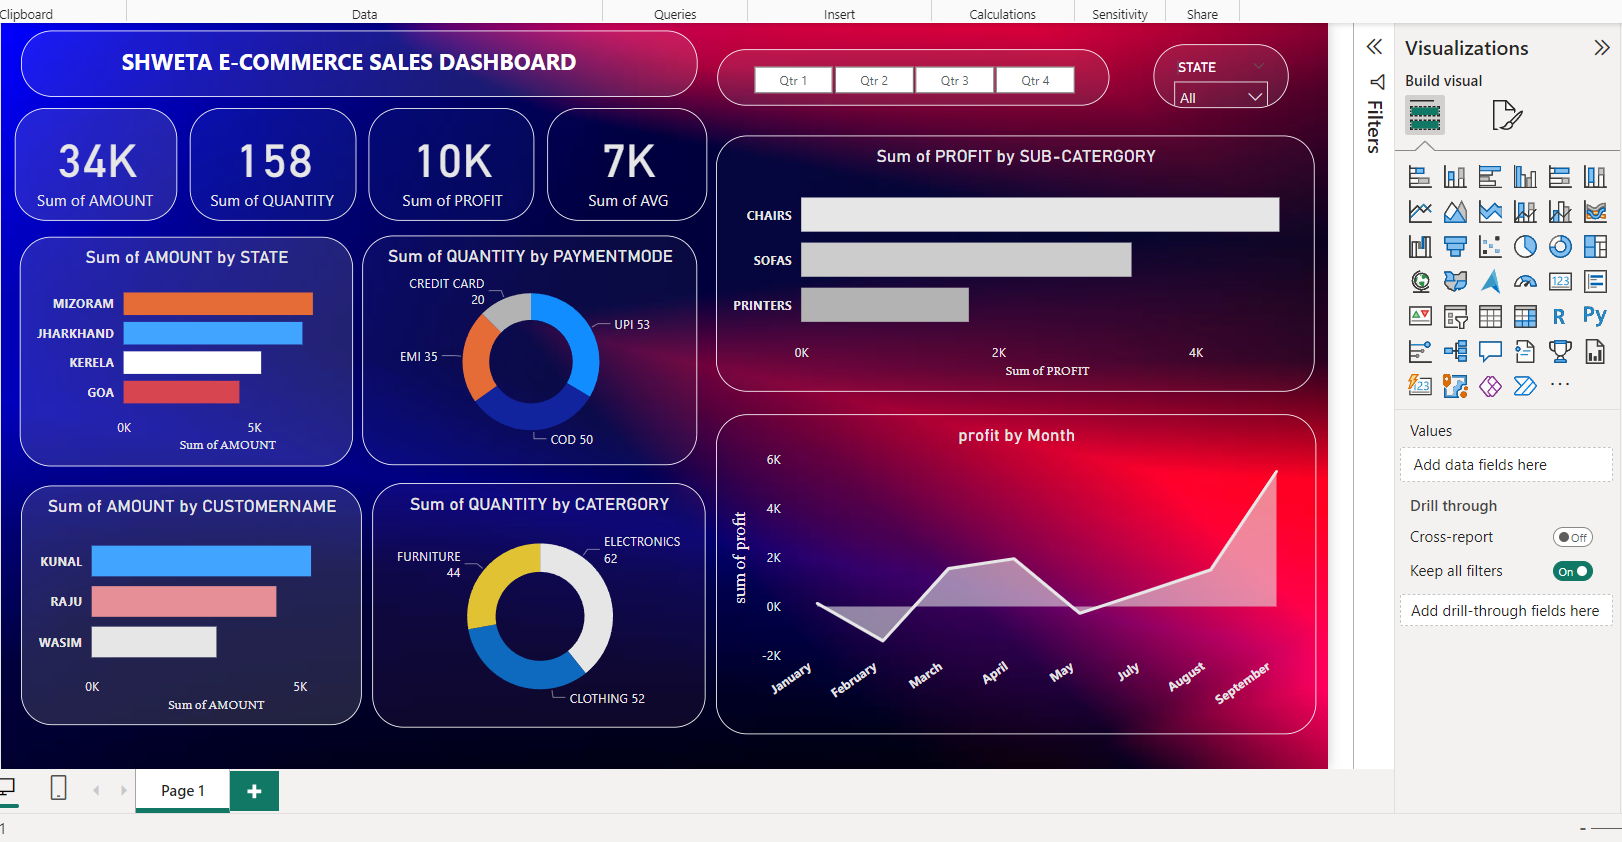 Clipboard
Data
Queries
Insert
Calculations
Sensitivity
Share
SHWETA E-COMMERCE SALES DASHBOARD
Qtr 1
Qtr 2
Qtr 3
Qtr 4
STATE
All
34K
Sum of AMOUNT
158
Sum of QUANTITY
10K
Sum of PROFIT
7K
Sum of AVG
Sum of AMOUNT by STATE
MIZORAM
JHARKHAND
KERELA
GOA
0K
5K
Sum of AMOUNT
Sum of QUANTITY by PAYMENTMODE
CREDIT CARD
20
UPI 53
EMI 35
COD 50
Sum of PROFIT by SUB-CATERGORY
CHAIRS
SOFAS
PRINTERS
0K
2K
4K
Sum of PROFIT
Sum of AMOUNT by CUSTOMERNAME
KUNAL
RAJU
WASIM
0K
5K
Sum of AMOUNT
Sum of QUANTITY by CATERGORY
ELECTRONICS
62
FURNITURE
44
CLOTHING 52
profit by Month
6K
4K
2K
0K
-2K
sum of profit
January
February
March
April
May
July
August
September
Filters
Visualizations
Build visual
123
R
Py
123
...
Values
Add data fields here
Drill through
Cross-report
Off
Keep all filters
On
Add drill-through fields here
Page 1
+
1
-